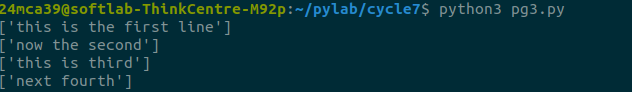 24mca39@softlab-ThinkCentre-M92p:~/pylab/cycle7$ python3 pg3.py
['this is the first line']
['now the second']
['this is third']
['next fourth']